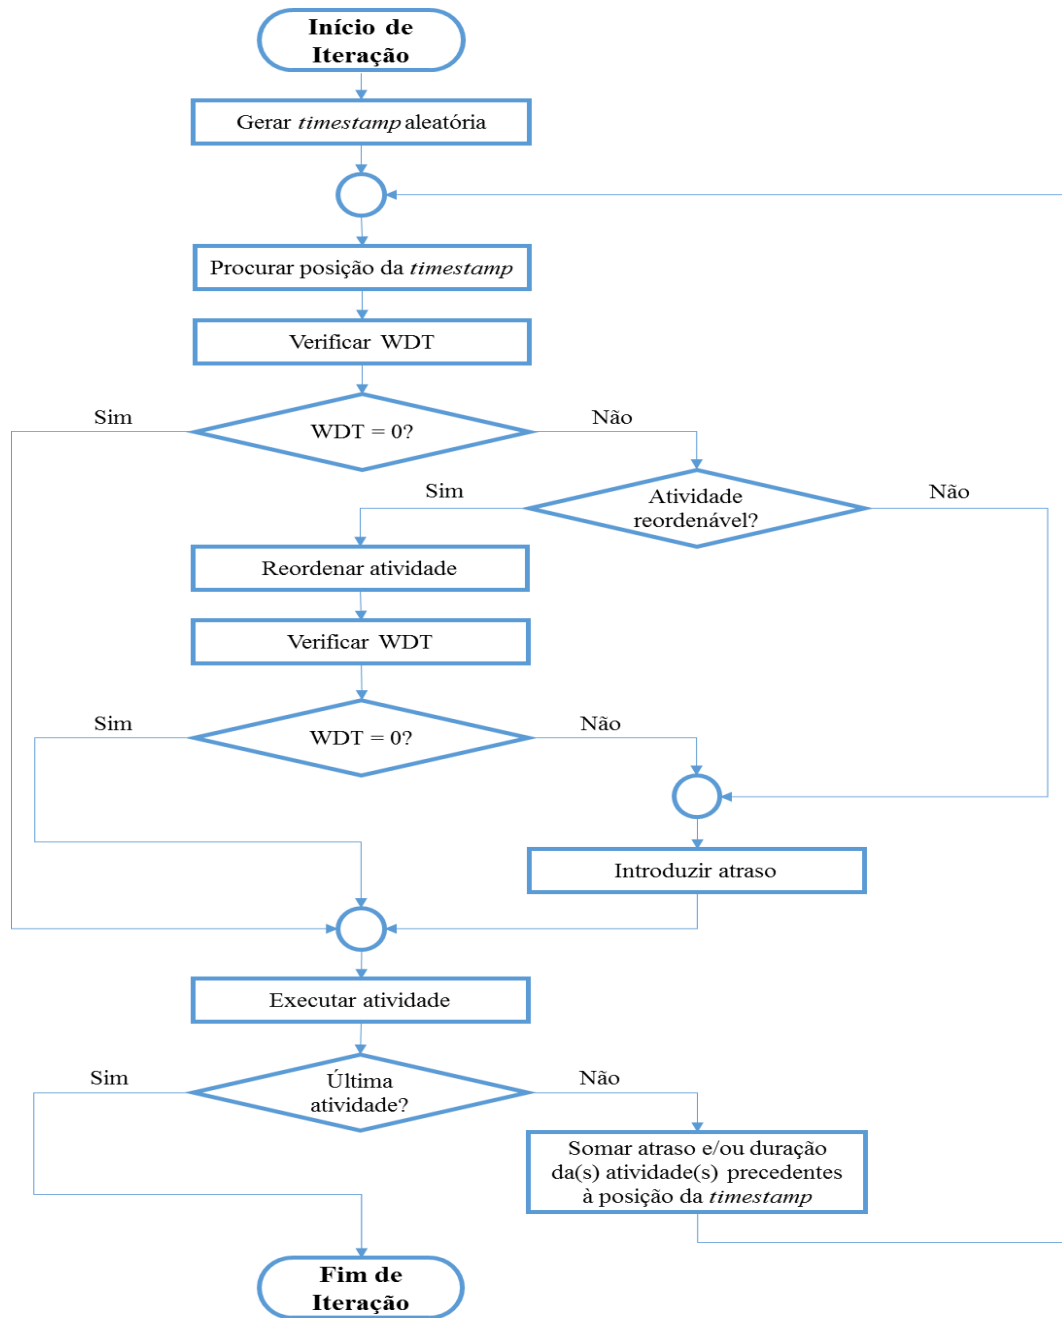 Início de
Iteração
Gerar timestamp aleatória
Procurar posição da timestamp
Verificar WDT
Sim
WDT = 0?
Não
Sim
Atividade
reordenável?
Não
Reordenar atividade
Verificar WDT
Sim
WDT = 0?
Não
Introduzir atraso
Executar atividade
Sim
Última
atividade?
Não
Somar atraso e/ou duração
da(s) atividade(s) precedentes
à posição da timestamp
Fim de
Iteração